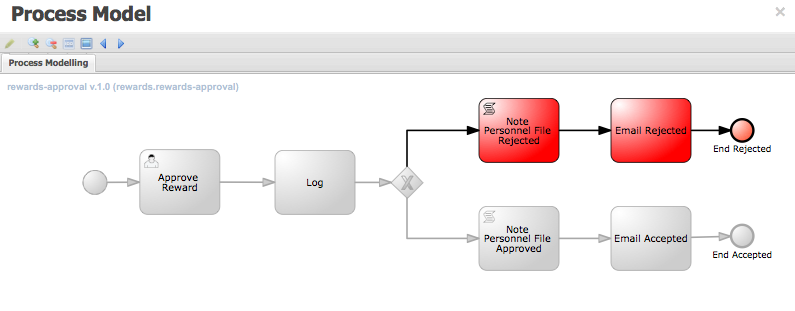 Process Model
Process Modelling
rewards-approval v.1.0 (rewards.rewards-approval)
Approve
Reward
Log
X
Note
Personnel File
Rejected
Email Rejected
End Rejected
Note
Personnel File
Approved
Email Accepted
End Accepted